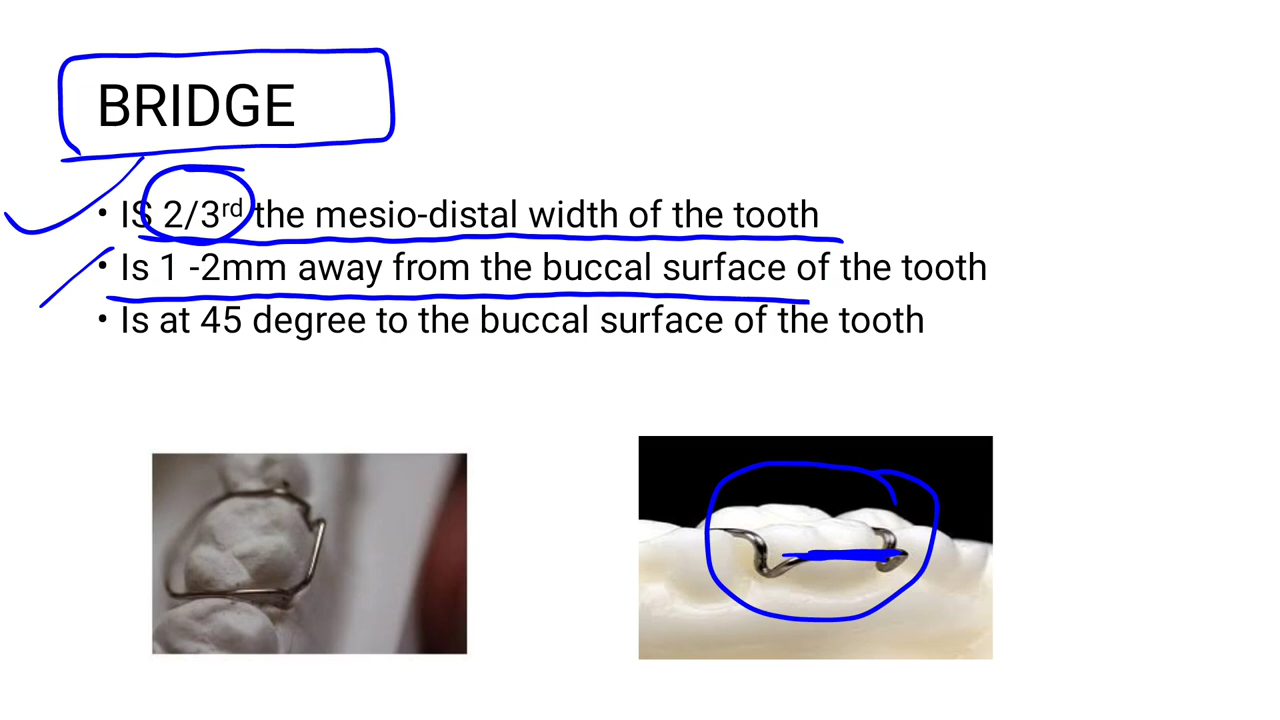 BRIDGE
• IS 2/3rd the mesio-distal width of the tooth
• Is 1 -2mm away from the buccal surface of the tooth
• Is at 45 degree to the buccal surface of the tooth